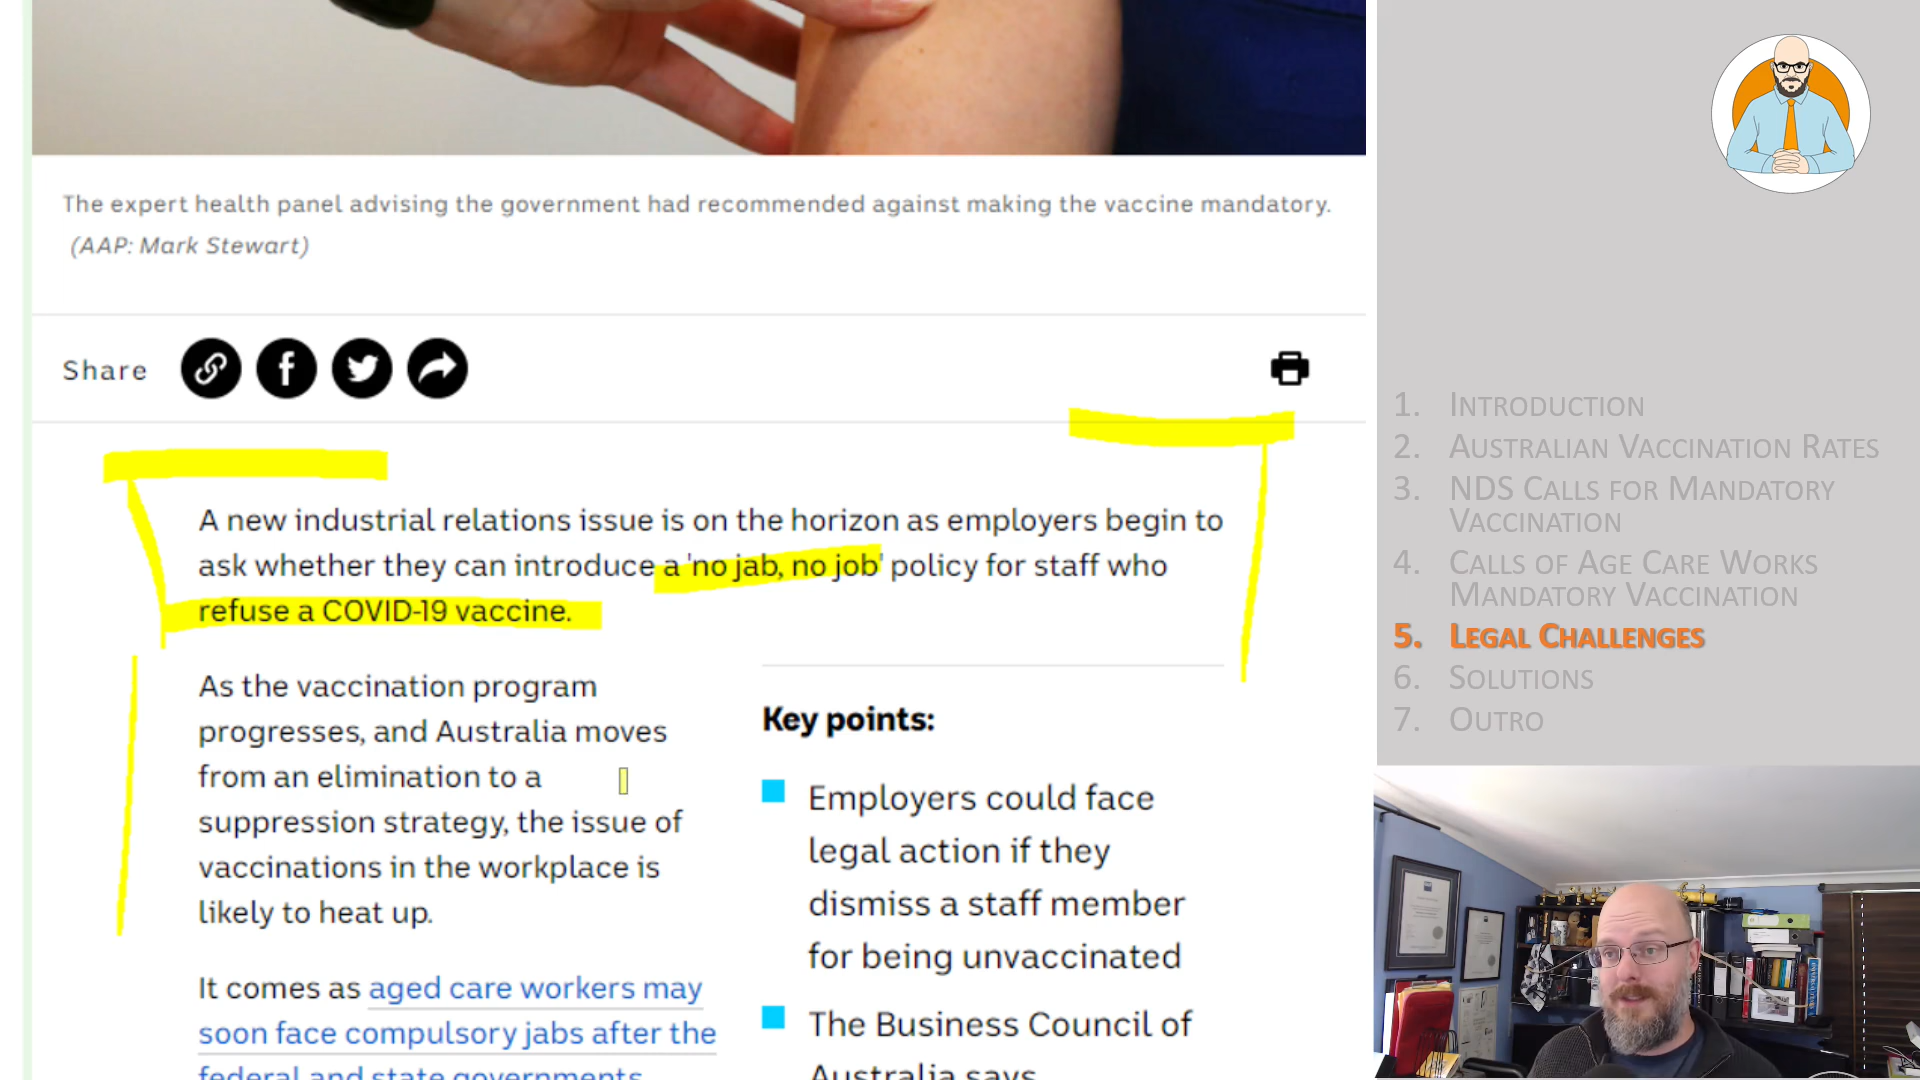 The expert health panel advising the government had recommended against making the vaccine mandatory.
(AAP: Mark Stewart)
Share
A new industrial relations issue is on the horizon as employers begin to
ask whether they can introduce a 'no jab, no job' policy for staff who
refuse a COVID-19 vaccine.
As the vaccination program
progresses, and Australia moves
from an elimination to a
suppression strategy, the issue of
vaccinations in the workplace is
likely to heat up.
It comes as aged care workers may
soon face compulsory jabs after the
federal and state governments
Key points:
Employers could face
legal action if they
dismiss a staff member
for being unvaccinated
The Business Council of
Australia says
1. Introduction
2. Australian Vaccination Rates
3. NDS Calls for Mandatory
Vaccination
4. Calls of Age Care Works
Mandatory Vaccination
5. Legal Challenges
6. Solutions
7. Outro